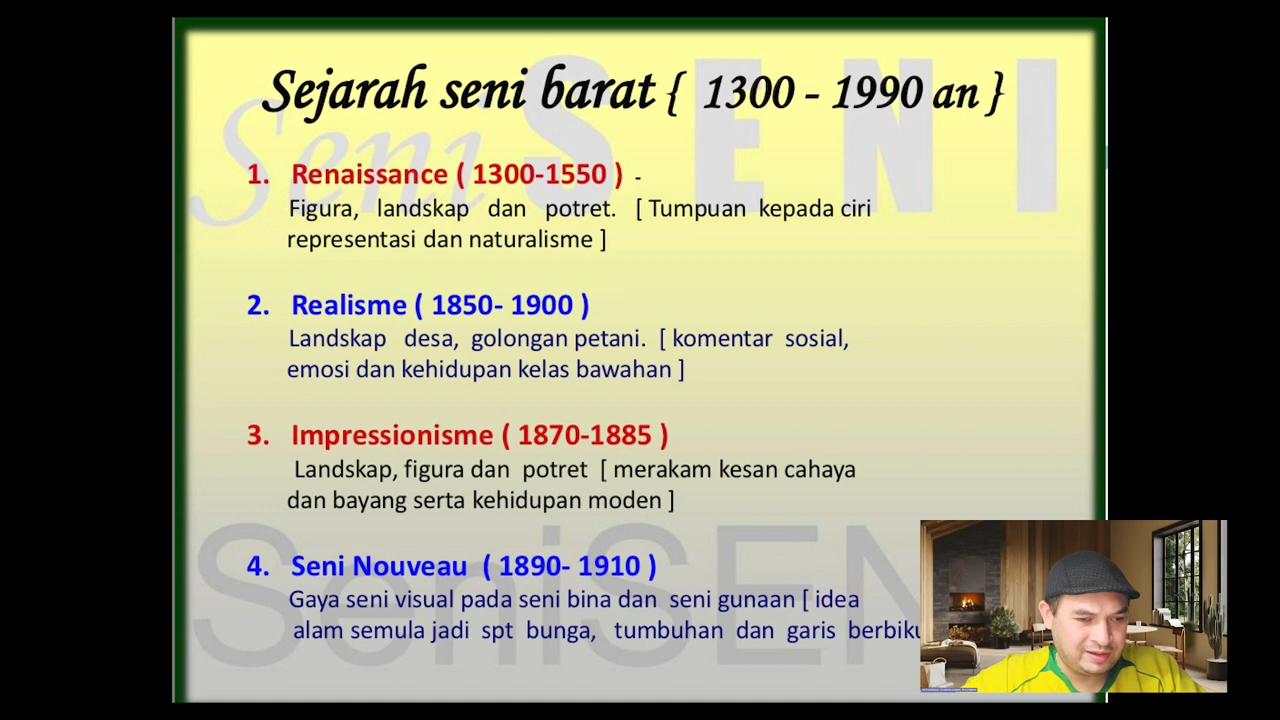 Sejarah seni barat { 1300 - 1990 an }
1. Renaissance ( 1300-1550 ) -
Figura, landskap dan potret. [ Tumpuan kepada ciri
representasi dan naturalisme ]
2. Realisme ( 1850- 1900 )
Landskap desa, golongan petani. [ komentar sosial,
emosi dan kehidupan kelas bawahan ]
3. Impressionisme ( 1870-1885 )
Landskap, figura dan potret [ merakam kesan cahaya
dan bayang serta kehidupan moden ]
4. Seni Nouveau ( 1890- 1910 )
Gaya seni visual pada seni bina dan seni gunaan [ idea
alam semula jadi spt bunga, tumbuhan dan garis
Seni SENI
SeniSEN